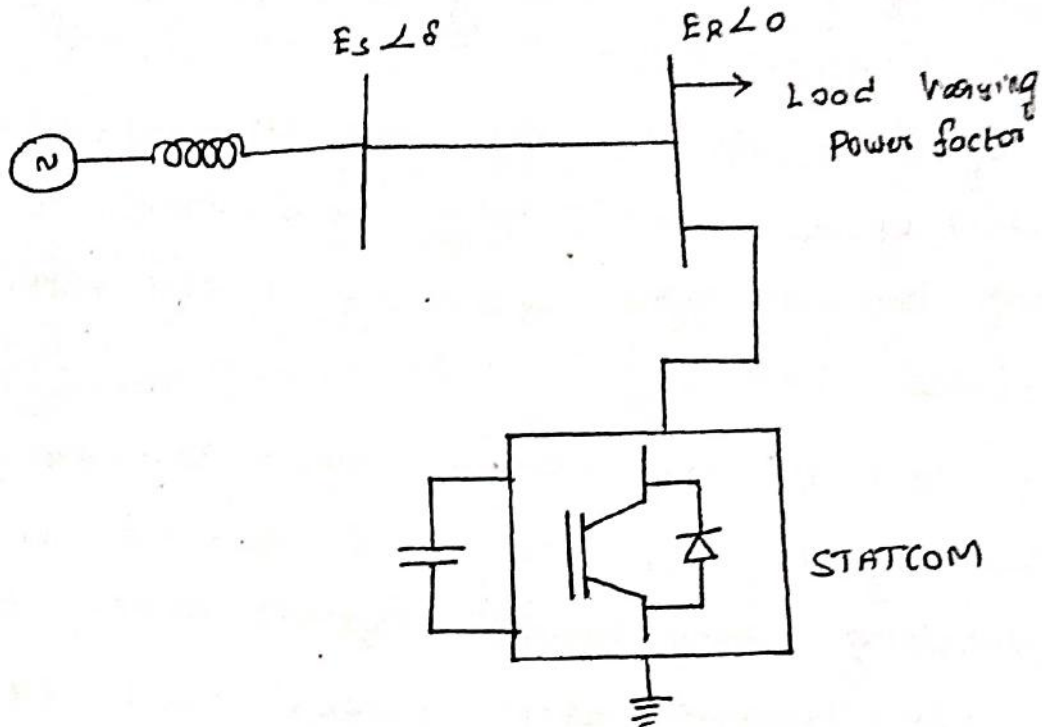 Es∠δ
ER∠0
Load Varying
Power factor
~
STATCOM